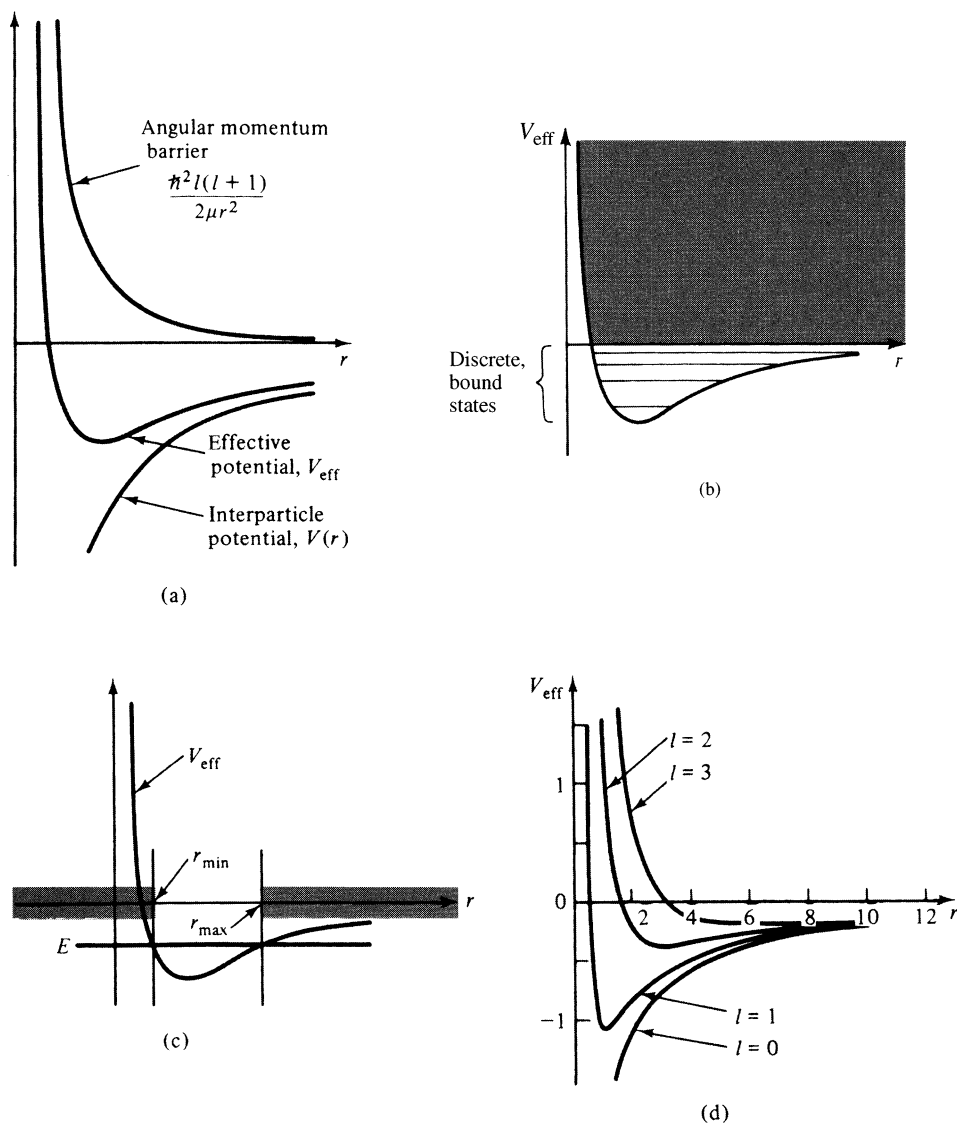 Angular momentum
barrier
ħ² l(l + 1)
2μr²
r
Effective
potential, V_eff
Interparticle
potential, V(r)
(a)
V_eff
r
Discrete,
bound
states
(b)
V_eff
r_min
r
r_max
E
(c)
V_eff
l = 2
l = 3
1
0
2 4 6 8 10 12 r
−1
l = 1
l = 0
(d)